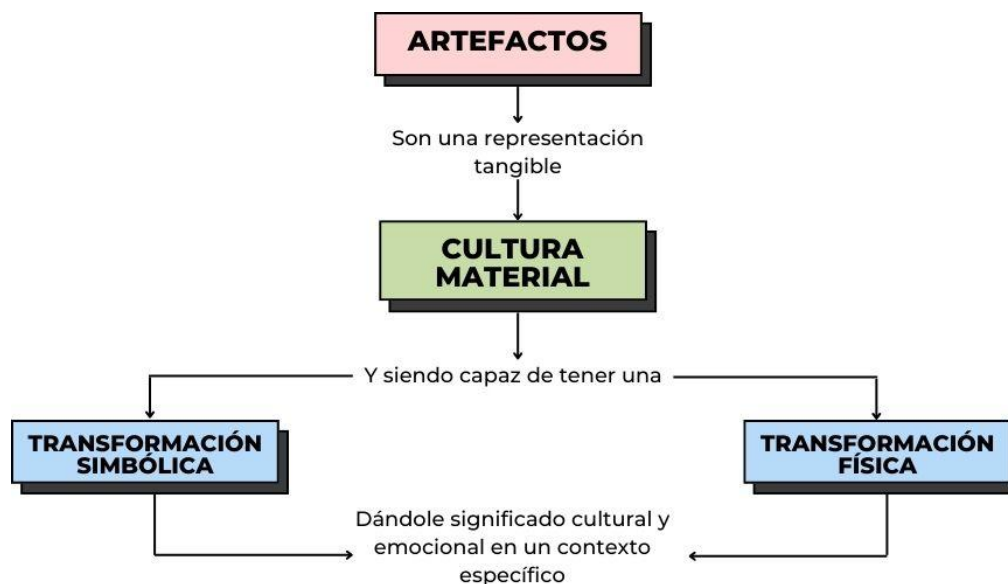 ARTEFACTOS
Son una representación
tangible
CULTURA
MATERIAL
Y siendo capaz de tener una
TRANSFORMACIÓN
SIMBÓLICA
TRANSFORMACIÓN
FÍSICA
Dándole significado cultural y
emocional en un contexto
específico